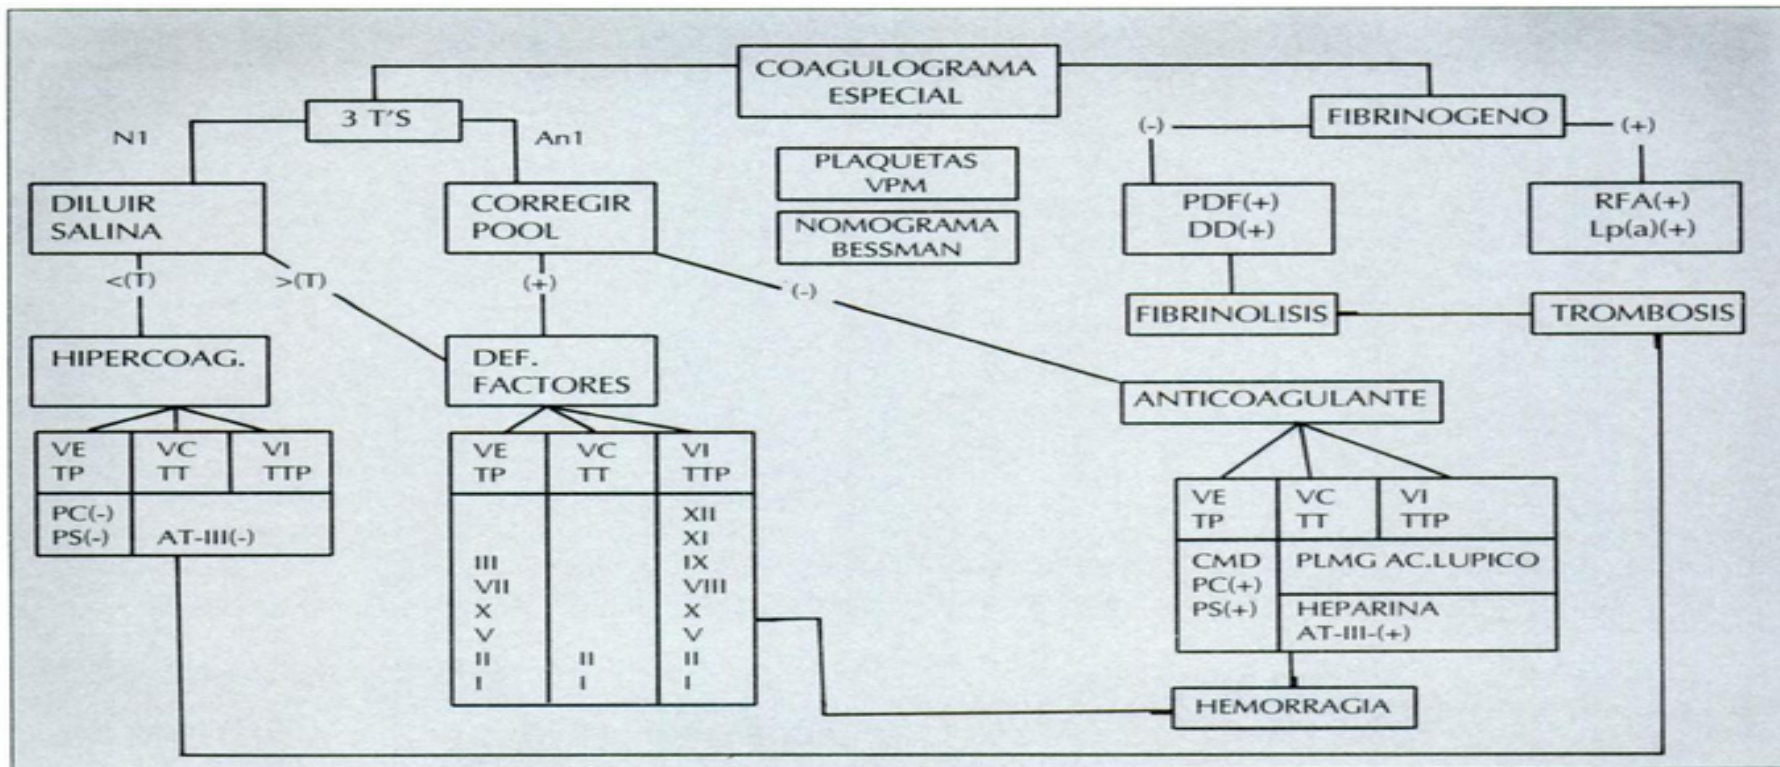 COAGULOGRAMA
ESPECIAL
3 T'S
FIBRINOGENO
N1
An1
(-)
(+)
PLAQUETAS
VPM
NOMOGRAMA
BESSMAN
DILUIR
SALINA
CORREGIR
POOL
PDF(+)
DD(+)
RFA(+)
Lp(a)(+)
<(T)
>(T)
(+)
(-)
FIBRINOLISIS
TROMBOSIS
HIPERCOAG.
DEF.
FACTORES
ANTICOAGULANTE
VE
TP
VC
TT
VI
TTP
PC(-)
PS(-)
AT-III(-)
VE
TP
VC
TT
VI
TTP
III
VII
X
V
II
I
II
I
XII
XI
IX
VIII
X
V
II
I
VE
TP
VC
TT
VI
TTP
CMD
PC(+)
PS(+)
PLMG AC.LUPICO
HEPARINA
AT-III-(+)
HEMORRAGIA